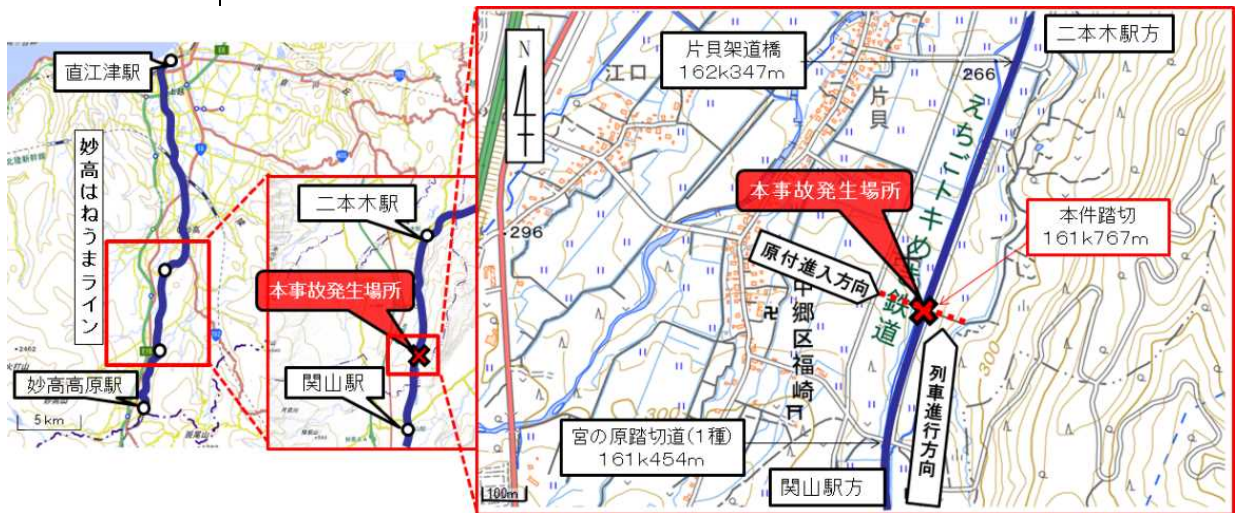 直江津駅
妙高はねうまライン
妙高高原駅
5km
二本木駅
本事故発生場所
関山駅
N
片貝架道橋
162k347m
二本木駅方
江口
片貝
266
296
えちごトキめき鉄道
本事故発生場所
本件踏切
161k767m
原付進入方向
中郷区福崎
300
300
列車進行方向
宮の原踏切道(1種)
161k454m
関山駅方
100m